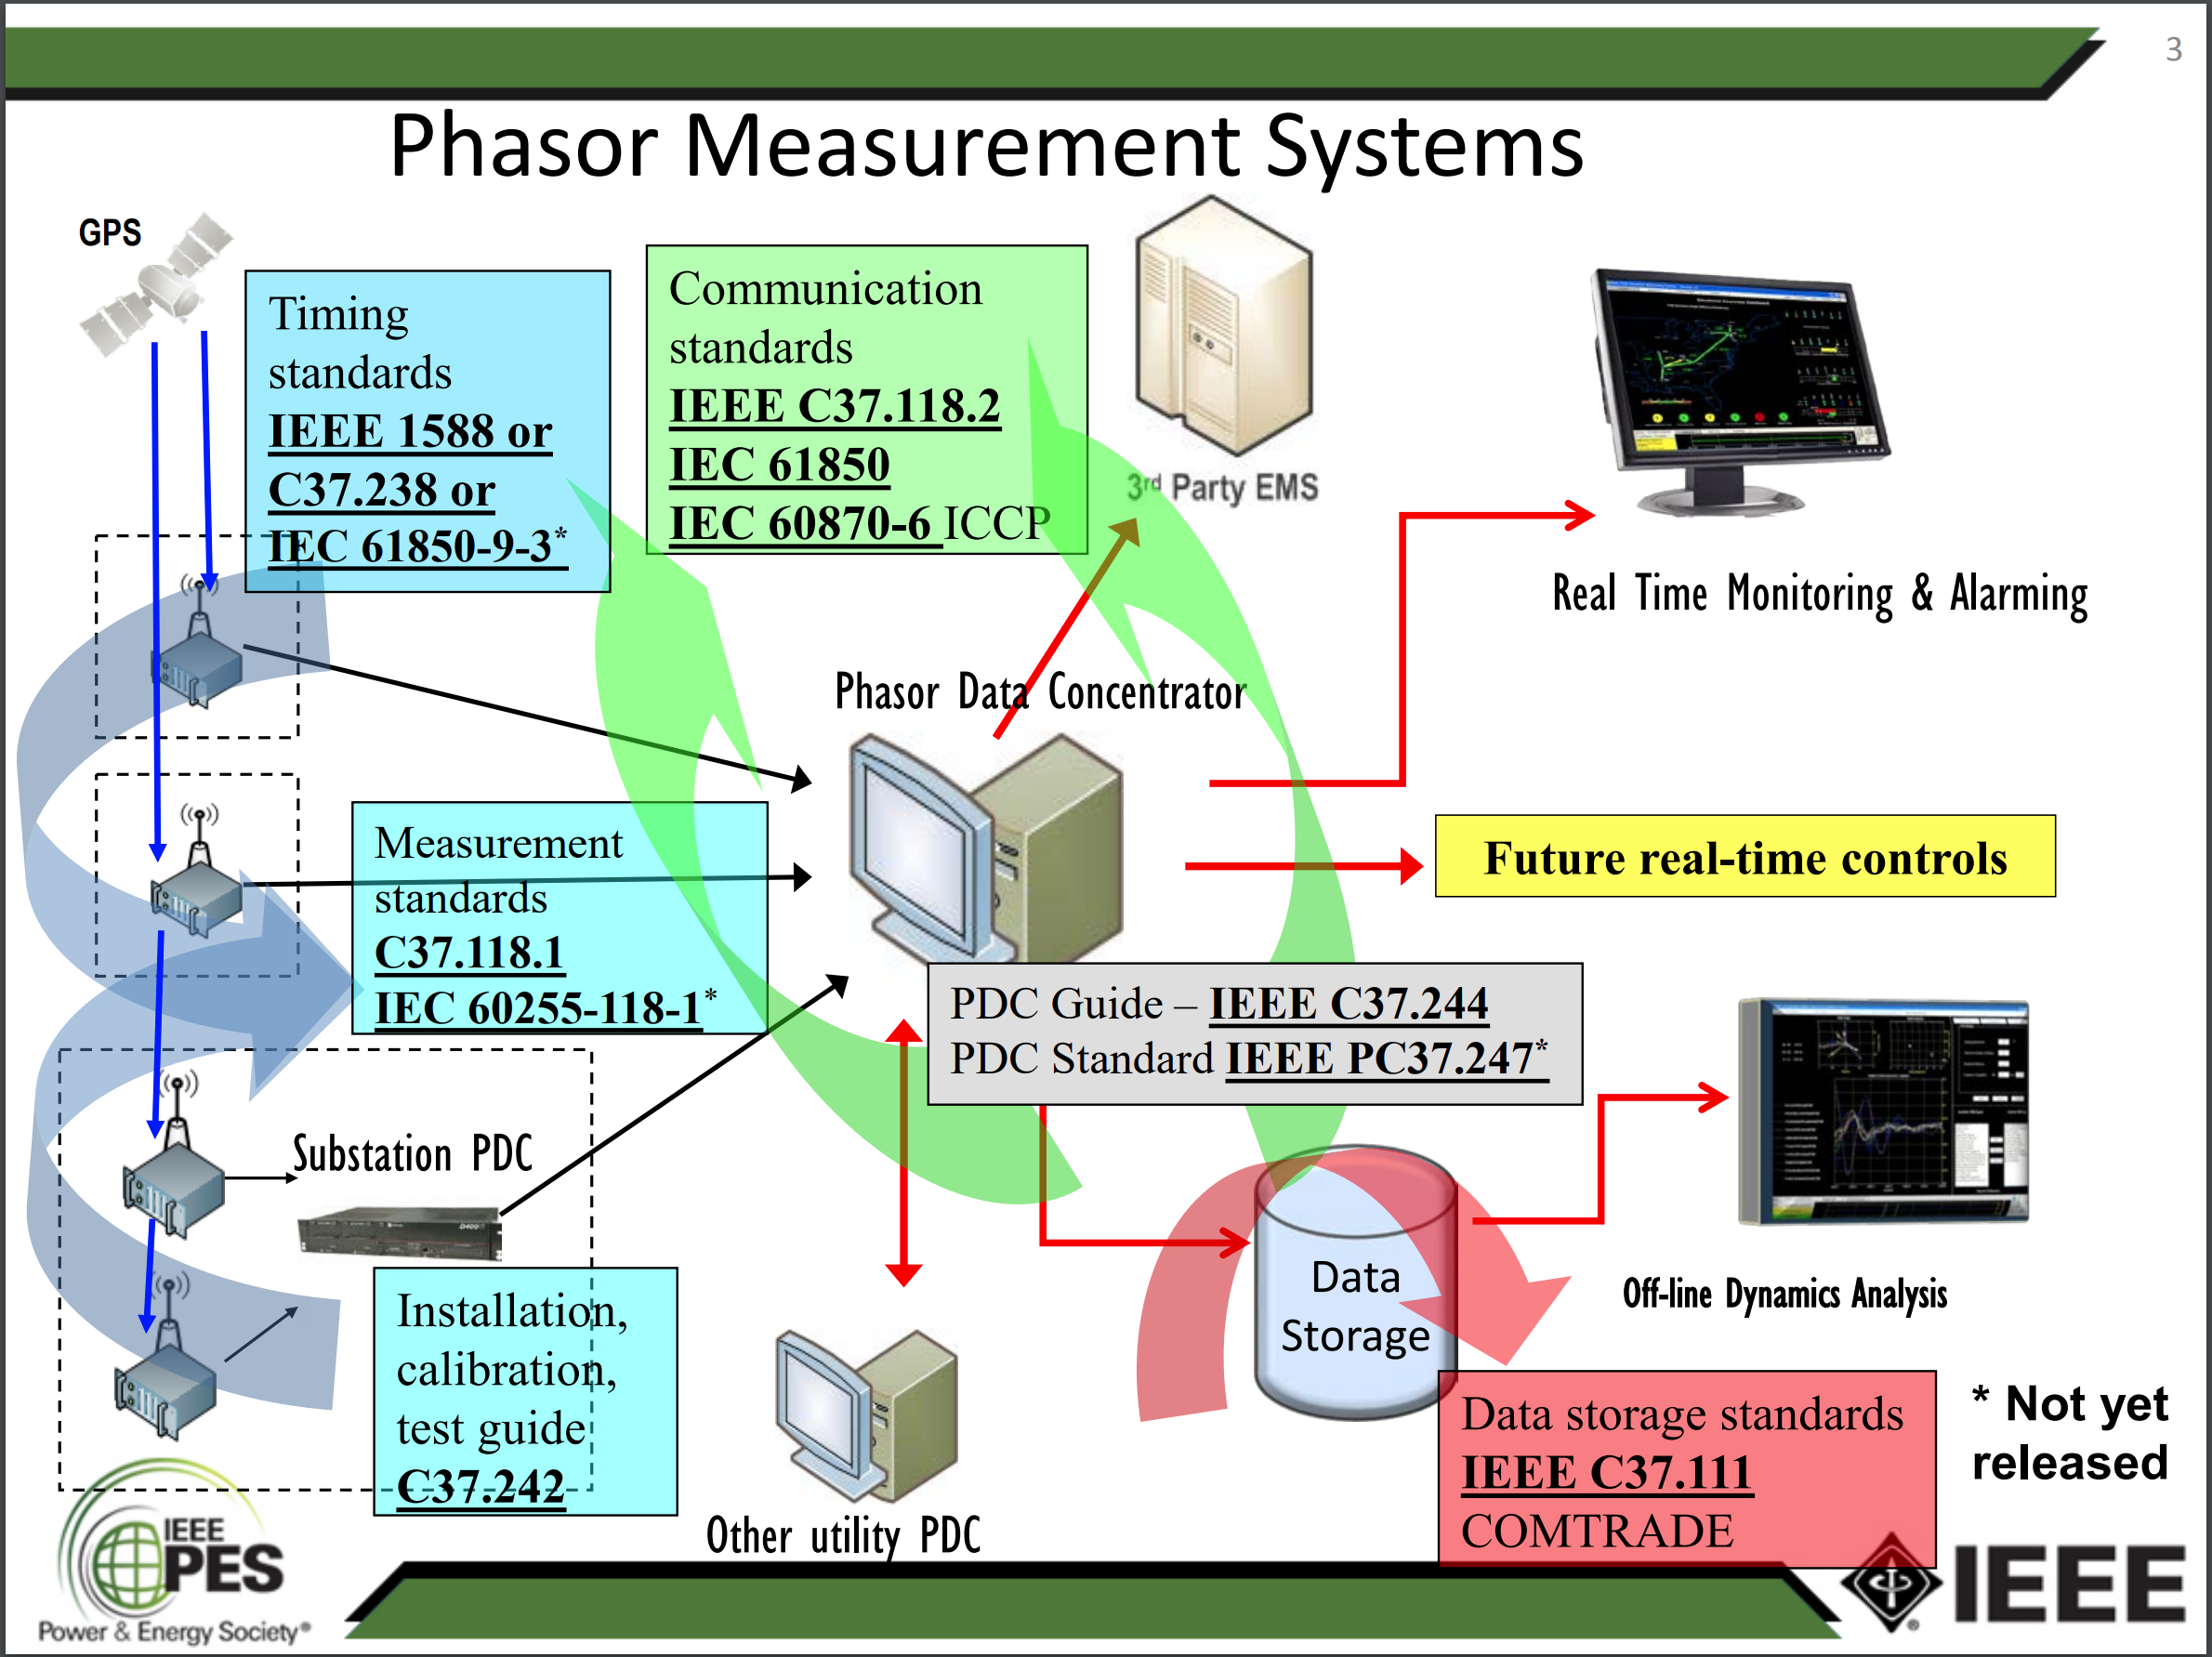 3
Phasor Measurement Systems
GPS
Timing
standards
IEEE 1588 or
C37.238 or
IEC 61850-9-3*
Communication
standards
IEEE C37.118.2
IEC 61850
IEC 60870-6 ICCP
3rd Party EMS
Real Time Monitoring & Alarming
Phasor Data Concentrator
Measurement
standards
C37.118.1
IEC 60255-118-1*
Future real-time controls
PDC Guide – IEEE C37.244
PDC Standard IEEE PC37.247*
Substation PDC
Installation,
calibration,
test guide
C37.242
Data
Storage
Off-line Dynamics Analysis
Other utility PDC
Data storage standards
IEEE C37.111
COMTRADE
* Not yet
released
IEEE
PES
Power & Energy Society®
IEEE